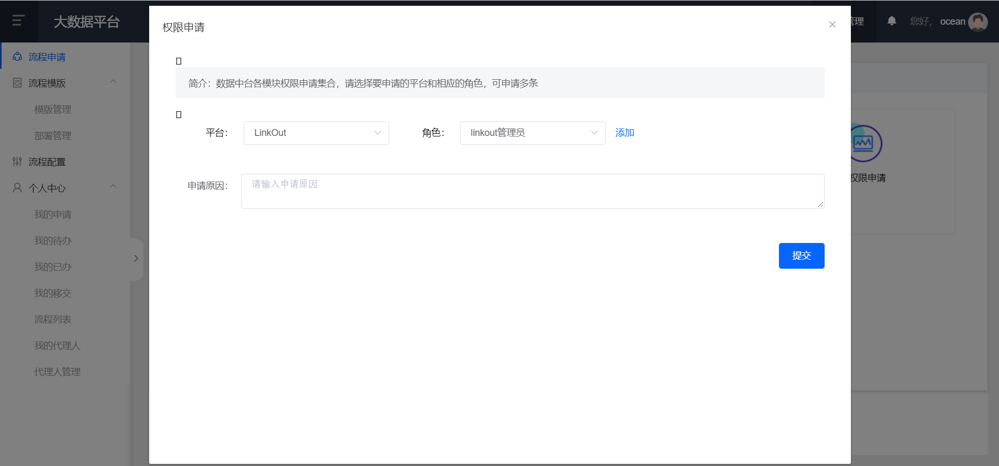 大数据平台
管理
您好， ocean
流程申请
流程模版
模版管理
部署管理
流程配置
个人中心
我的申请
我的待办
我的已办
我的移交
流程列表
我的代理人
代理人管理
权限申请
简介：数据中台各模块权限申请集合，请选择要申请的平台和相应的角色，可申请多条
平台： LinkOut 角色： linkout管理员 添加
申请原因： 请输入申请原因
提交
权限申请